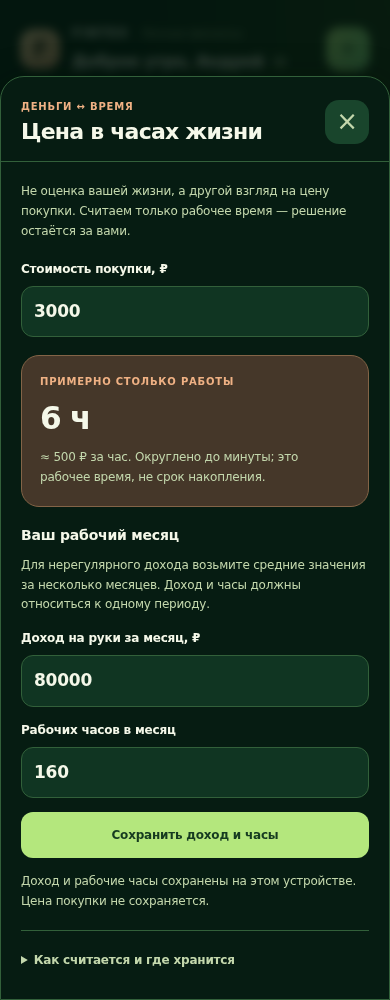 ДЕНЬГИ ↔ ВРЕМЯ
Цена в часах жизни
Не оценка вашей жизни, а другой взгляд на цену
покупки. Считаем только рабочее время — решение
остаётся за вами.
Стоимость покупки, ₽
3000
ПРИМЕРНО СТОЛЬКО РАБОТЫ
6 ч
≈ 500 ₽ за час. Округлено до минуты; это
рабочее время, не срок накопления.
Ваш рабочий месяц
Для нерегулярного дохода возьмите средние значения
за несколько месяцев. Доход и часы должны
относиться к одному периоду.
Доход на руки за месяц, ₽
80000
Рабочих часов в месяц
160
Сохранить доход и часы
Доход и рабочие часы сохранены на этом устройстве.
Цена покупки не сохраняется.
Как считается и где хранится